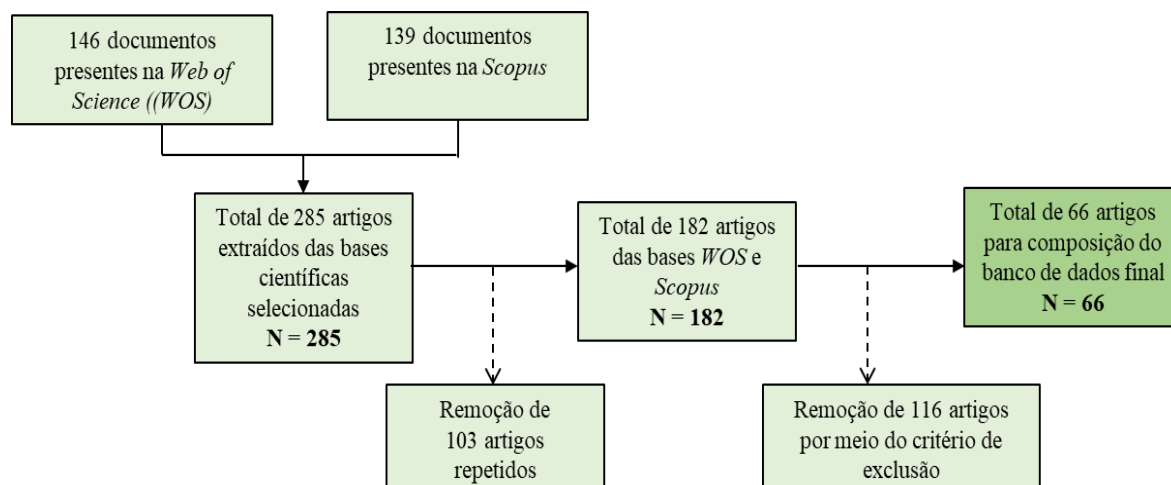 146 documentos
presentes na Web of
Science ((WOS)
139 documentos
presentes na Scopus
Total de 285 artigos
extraídos das bases
científicas
selecionadas
N = 285
Total de 182 artigos
das bases WOS e
Scopus
N = 182
Total de 66 artigos
para composição do
banco de dados final
N = 66
Remoção de
103 artigos
repetidos
Remoção de 116 artigos
por meio do critério de
exclusão